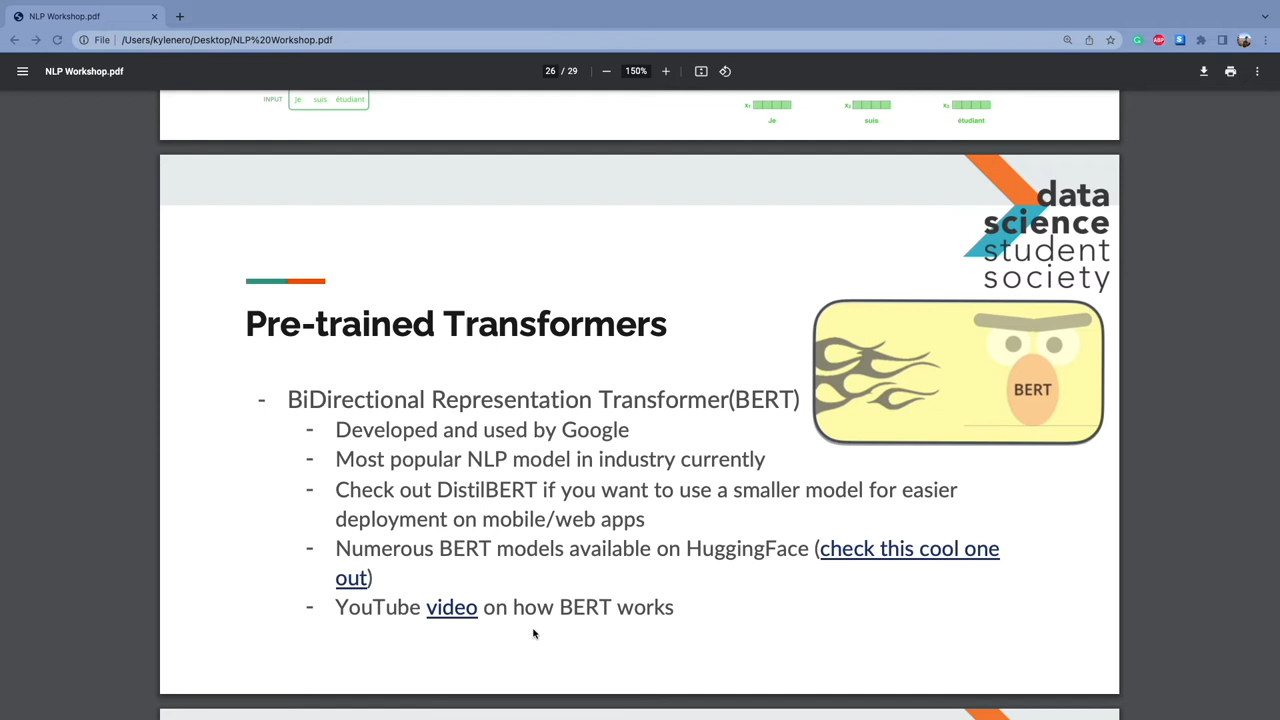 NLP Workshop.pdf
File
/Users/kylenero/Desktop/NLP%20Workshop.pdf
ABP
S
NLP Workshop.pdf
26 / 29
150%
INPUT
Je suis étudiant
x₁
x₂
x₃
Je
suis
étudiant
data
science
student
society
Pre-trained Transformers
BERT
- BiDirectional Representation Transformer(BERT)
- Developed and used by Google
- Most popular NLP model in industry currently
- Check out DistilBERT if you want to use a smaller model for easier
deployment on mobile/web apps
- Numerous BERT models available on HuggingFace (check this cool one
out)
- YouTube video on how BERT works